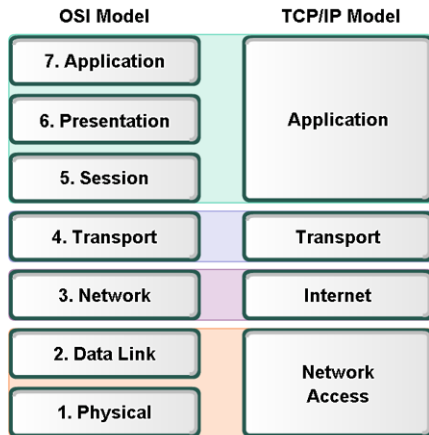 OSI Model
TCP/IP Model
7. Application
6. Presentation
5. Session
Application
4. Transport
Transport
3. Network
Internet
2. Data Link
1. Physical
Network
Access